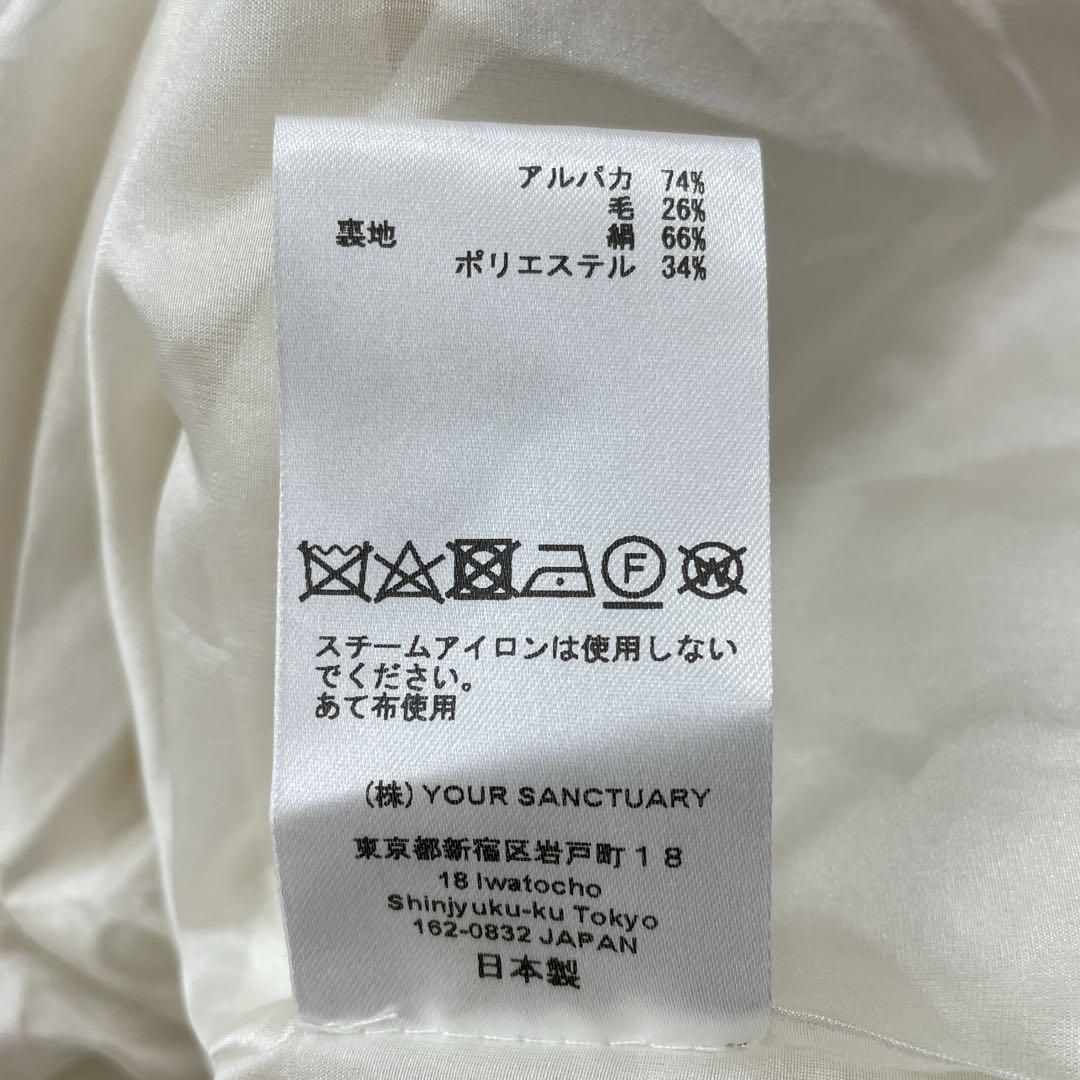 アルパカ 74%
毛 26%
裏地 絹 66%
ポリエステル 34%
F
W
スチームアイロンは使用しない
でください。
あて布使用
(株) YOUR SANCTUARY
東京都新宿区岩戸町18
18 Iwatocho
Shinjyuku-ku Tokyo
162-0832 JAPAN
日本製